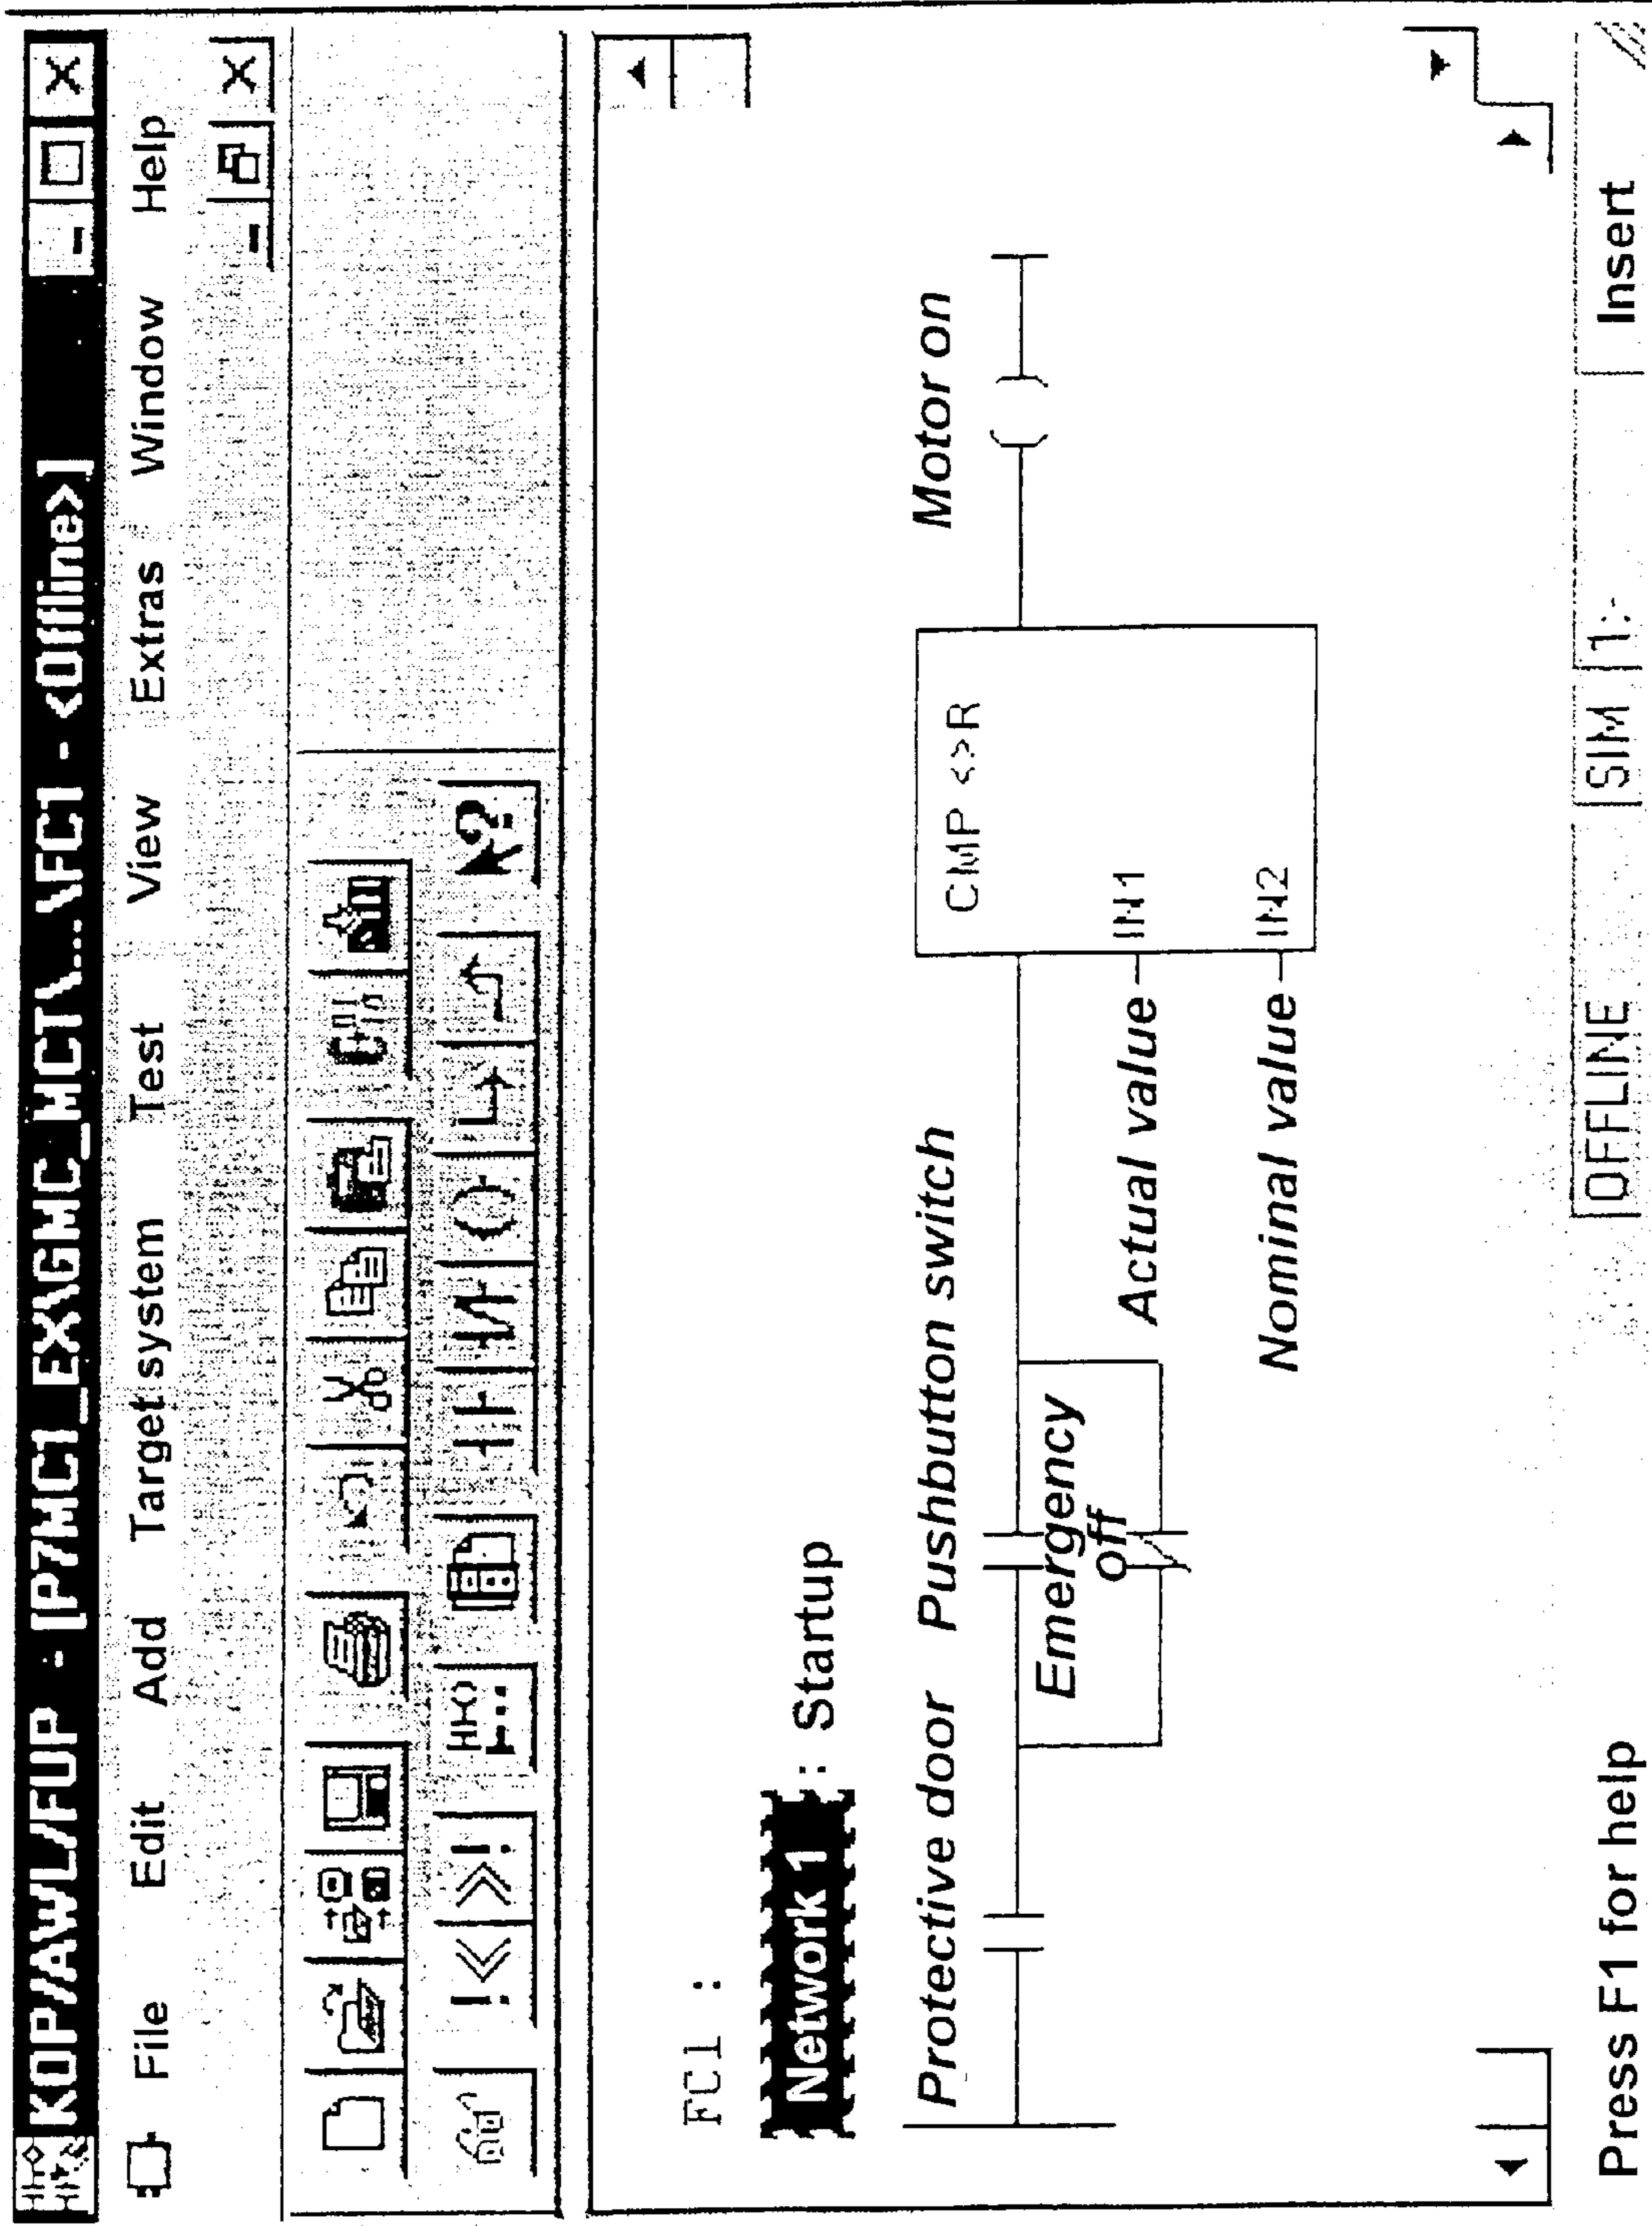 KOP/AWL/FUP - [P7MC1_EX\GMC_MCT\...\FC1 - <Offline>]
File Edit Add Target system Test View Extras Window Help
FC1 :
Network 1 : Startup
Protective door Pushbutton switch Motor on
CMP <>R
Emergency
off
Actual value IN1
Nominal value IN2
Press F1 for help OFFLINE SIM 1:- Insert